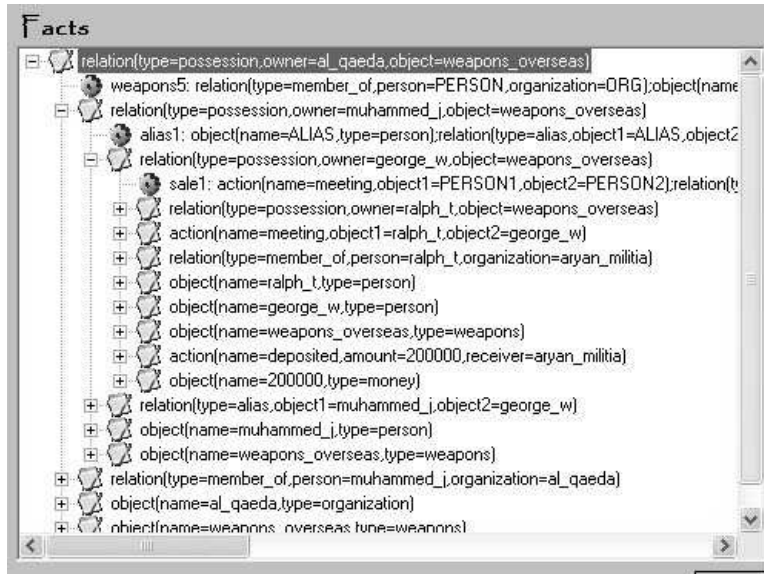 Facts
relation(type=possession,owner=al_qaeda,object=weapons_overseas)
weapons5: relation(type=member_of,person=PERSON,organization=ORG);object(name
relation(type=possession,owner=muhammed_j,object=weapons_overseas)
alias1: object(name=ALIAS,type=person);relation(type=alias,object1=ALIAS,object2
relation(type=possession,owner=george_w,object=weapons_overseas)
sale1: action(name=meeting,object1=PERSON1,object2=PERSON2);relation(ty
relation(type=possession,owner=ralph_t,object=weapons_overseas)
action(name=meeting,object1=ralph_t,object2=george_w)
relation(type=member_of,person=ralph_t,organization=aryan_militia)
object(name=ralph_t,type=person)
object(name=george_w,type=person)
object(name=weapons_overseas,type=weapons)
action(name=deposited,amount=200000,receiver=aryan_militia)
object(name=200000,type=money)
relation(type=alias,object1=muhammed_j,object2=george_w)
object(name=muhammed_j,type=person)
object(name=weapons_overseas,type=weapons)
relation(type=member_of,person=muhammed_j,organization=al_qaeda)
object(name=al_qaeda,type=organization)
object(name=weapons_overseas,type=weapons)